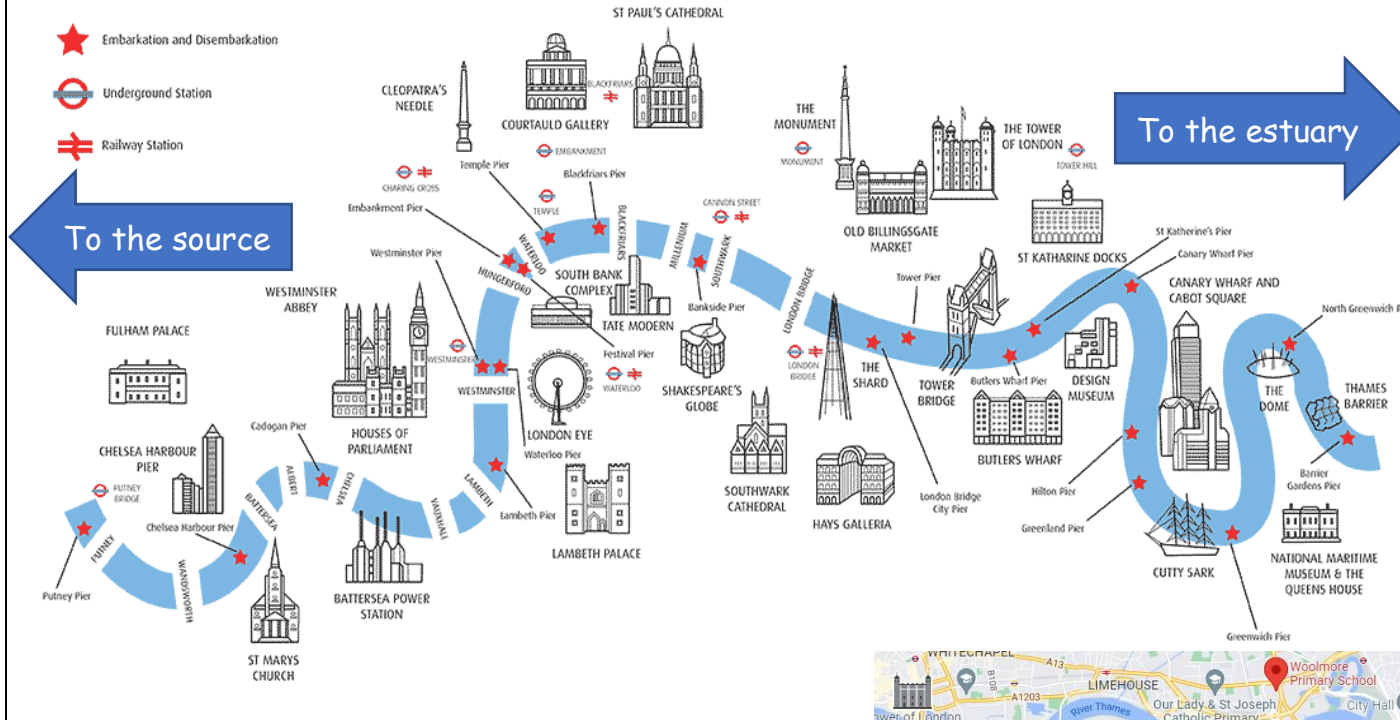 Embarkation and Disembarkation
Underground Station
Railway Station
To the source
To the estuary
ST PAUL'S CATHEDRAL
BLACKFRIARS
CLEOPATRA'S
NEEDLE
COURTAULD GALLERY
EMBANKMENT
CHARING CROSS
Temple Pier
Blackfriars Pier
TEMPLE
Embankment Pier
Westminster Pier
WATERLOO
HUNGERFORD
BLACKFRIARS
MILLENIUM
SOUTHWARK
CANNON STREET
THE
MONUMENT
MONUMENT
THE TOWER
OF LONDON
TOWER HILL
OLD BILLINGSGATE
MARKET
ST KATHARINE DOCKS
St Katherine's Pier
Canary Wharf Pier
CANARY WHARF AND
CABOT SQUARE
North Greenwich P
WESTMINSTER
ABBEY
SOUTH BANK
COMPLEX
TATE MODERN
Bankside Pier
LONDON BRIDGE
Tower Pier
FULHAM PALACE
WESTMINSTER
WESTMINSTER
Festival Pier
WATERLOO
SHAKESPEARE'S
GLOBE
LONDON
BRIDGE
THE
SHARD
TOWER
BRIDGE
Butlers Wharf Pier
DESIGN
MUSEUM
THE
DOME
THAMES
BARRIER
HOUSES OF
PARLIAMENT
LONDON EYE
Waterloo Pier
Cadogan Pier
CHELSEA HARBOUR
PIER
PUTNEY
BRIDGE
Chelsea Harbour Pier
BATTERSEA
ALBERT
CHELSEA
VAUXHALL
LAMBETH
Lambeth Pier
LAMBETH PALACE
SOUTHWARK
CATHEDRAL
HAYS GALLERIA
London Bridge
City Pier
BUTLERS WHARF
Hilton Pier
Greenland Pier
Barrier
Gardens Pier
CUTTY SARK
NATIONAL MARITIME
MUSEUM & THE
QUEENS HOUSE
Greenwich Pier
PUTNEY
WANDSWORTH
Putney Pier
BATTERSEA POWER
STATION
ST MARYS
CHURCH
WHITECHAPEL
A13
B108
A1203
LIMEHOUSE
Woolmore
Primary School
Our Lady & St Joseph
Catholic Primary
City Hall
River Thames
ower of London